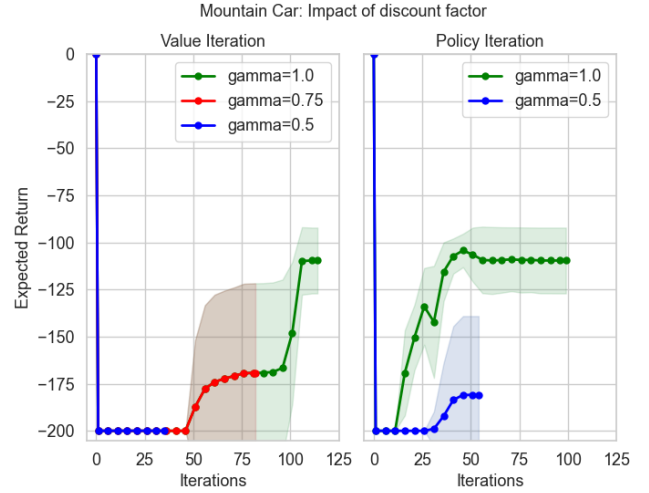 Mountain Car: Impact of discount factor
Value Iteration
Policy Iteration
0
−25
−50
−75
−100
−125
−150
−175
−200
Expected Return
gamma=1.0
gamma=0.75
gamma=0.5
gamma=1.0
gamma=0.5
0 25 50 75 100 125
0 25 50 75 100 125
Iterations
Iterations